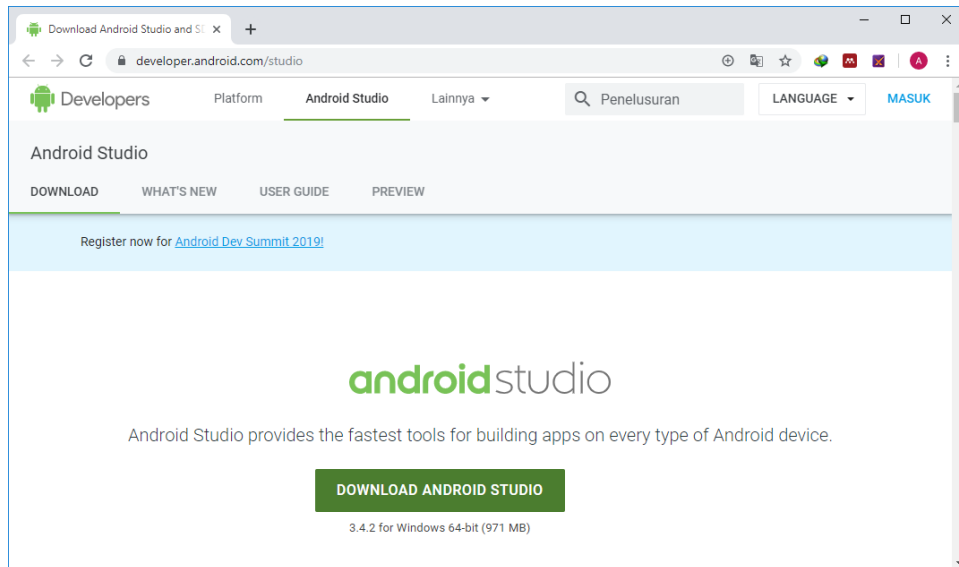 Download Android Studio and SD
developer.android.com/studio
A
Developers Platform Android Studio Lainnya Penelusuran LANGUAGE MASUK
Android Studio
DOWNLOAD WHAT'S NEW USER GUIDE PREVIEW
Register now for Android Dev Summit 2019!
androidstudio
Android Studio provides the fastest tools for building apps on every type of Android device.
DOWNLOAD ANDROID STUDIO
3.4.2 for Windows 64-bit (971 MB)